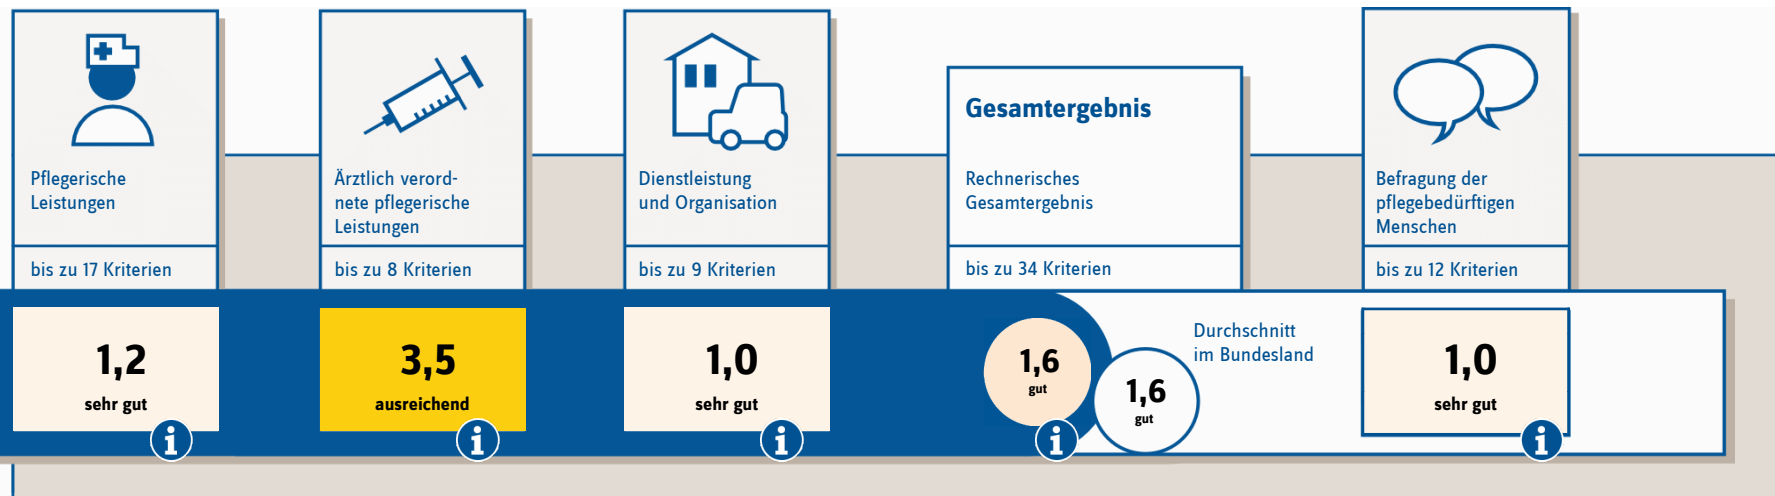 Pflegerische
Leistungen
bis zu 17 Kriterien
1,2
sehr gut
i
Ärztlich verord-
nete pflegerische
Leistungen
bis zu 8 Kriterien
3,5
ausreichend
i
Dienstleistung
und Organisation
bis zu 9 Kriterien
1,0
sehr gut
i
Gesamtergebnis
Rechnerisches
Gesamtergebnis
bis zu 34 Kriterien
1,6
gut
i
Durchschnitt
im Bundesland
1,6
gut
Befragung der
pflegebedürftigen
Menschen
bis zu 12 Kriterien
1,0
sehr gut
i